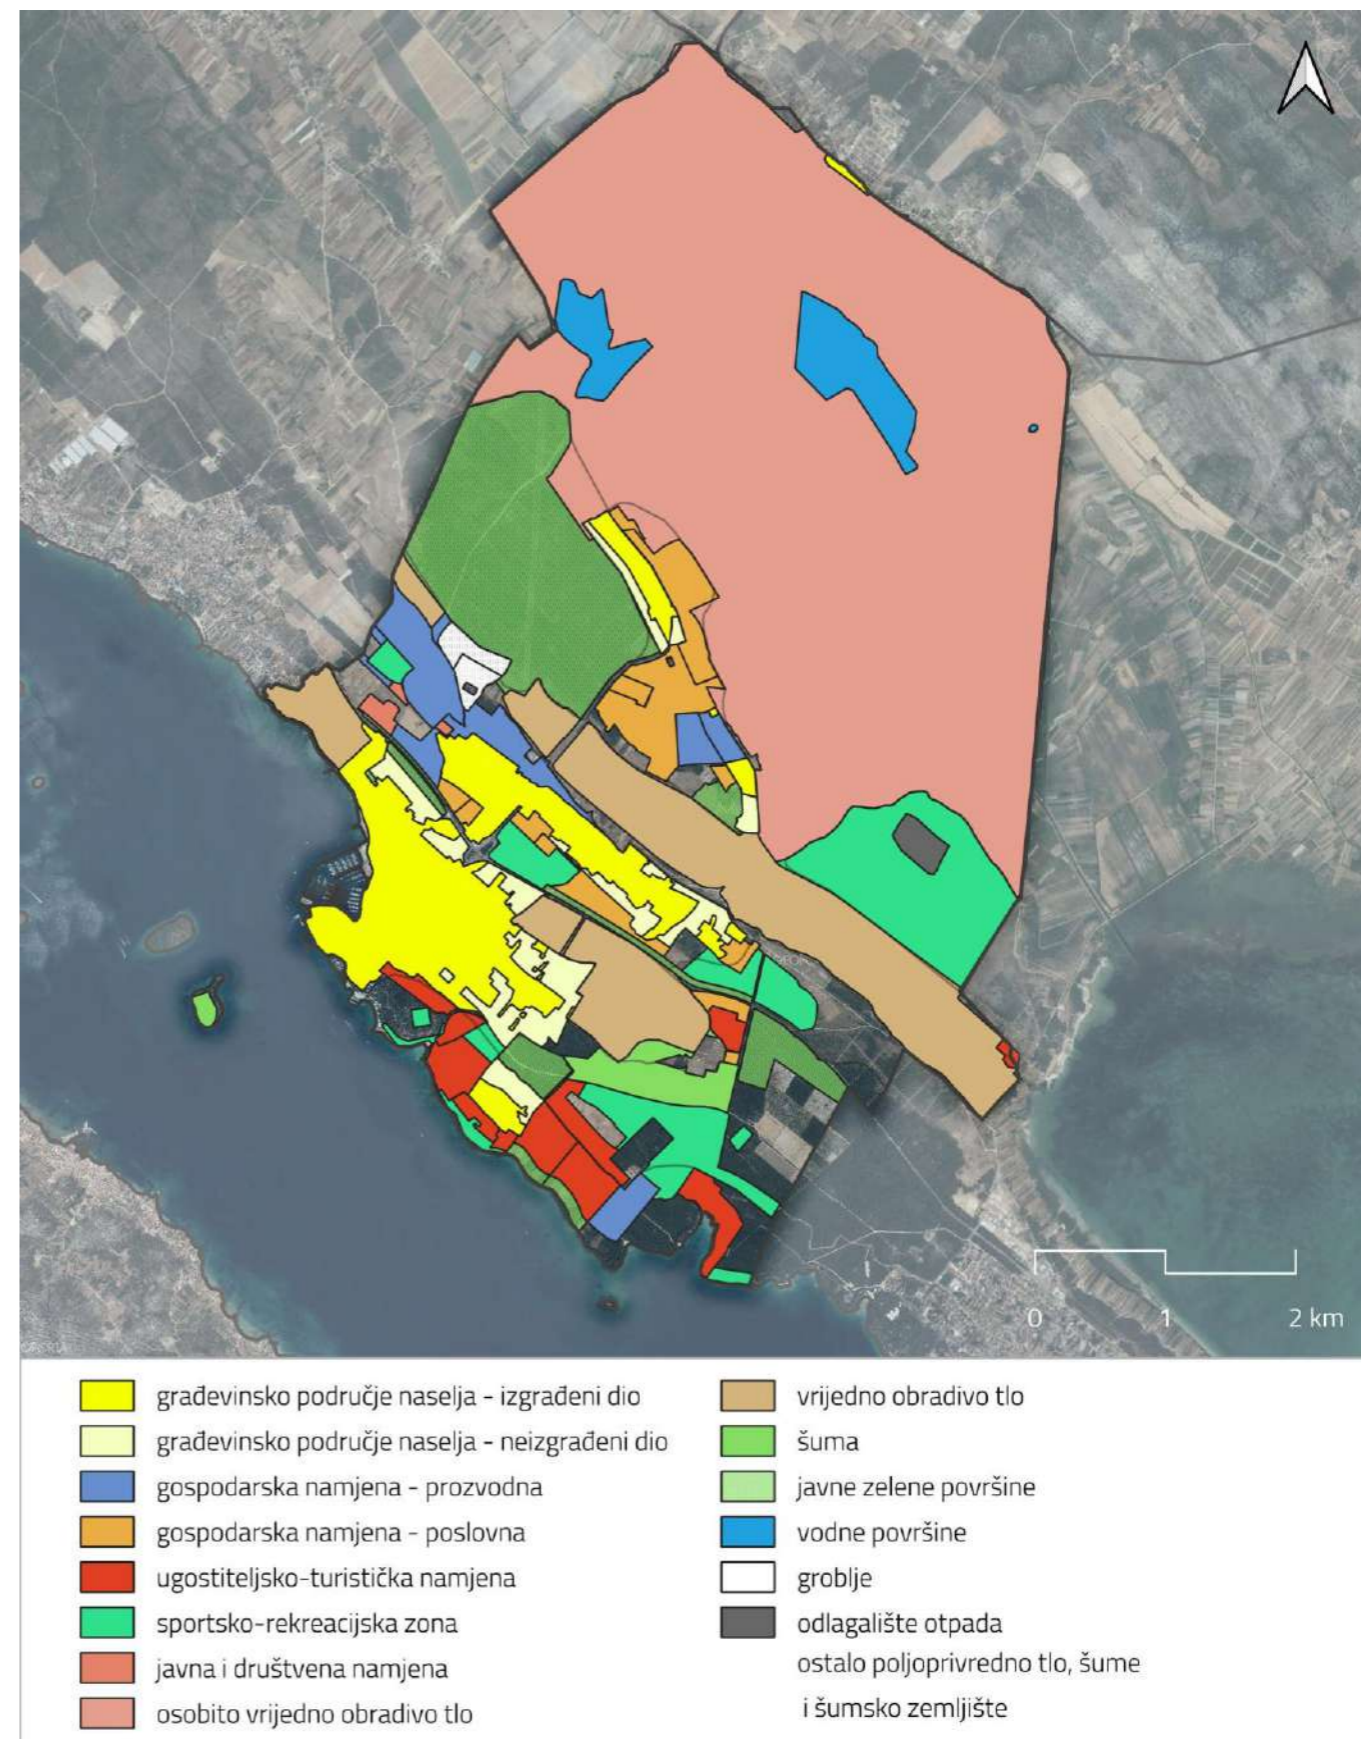 0 1 2 km
građevinsko područje naselja - izgrađeni dio
građevinsko područje naselja - neizgrađeni dio
gospodarska namjena - prozvodna
gospodarska namjena - poslovna
ugostiteljsko-turistička namjena
sportsko-rekreacijska zona
javna i društvena namjena
osobito vrijedno obradivo tlo
vrijedno obradivo tlo
šuma
javne zelene površine
vodne površine
groblje
odlagalište otpada
ostalo poljoprivredno tlo, šume
i šumsko zemljište